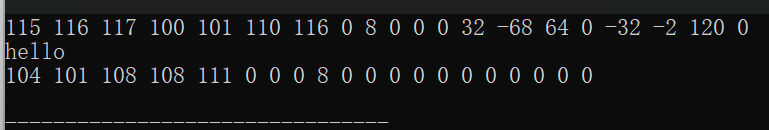 115 116 117 100 101 110 116 0 8 0 0 0 32 -68 64 0 -32 -2 120 0
hello
104 101 108 108 111 0 0 0 8 0 0 0 0 0 0 0 0 0 0 0
--------------------------------